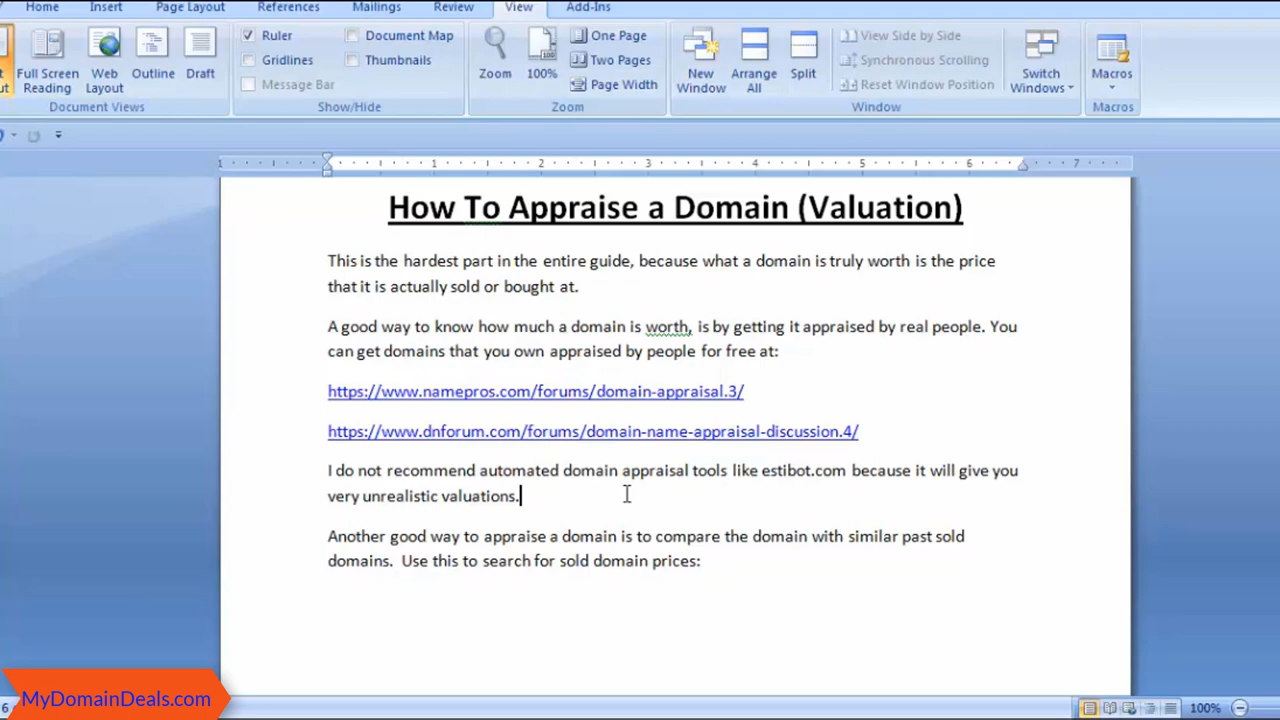 Home Insert Page Layout References Mailings Review View Add-Ins
Ruler Document Map One Page View Side by Side
Gridlines Thumbnails Two Pages Synchronous Scrolling
Full Screen Reading Web Layout Outline Draft Message Bar Zoom 100% Page Width New Window Arrange All Split Reset Window Position Switch Windows Macros
Document Views Show/Hide Zoom Window Macros
1 1 2 3 4 5 6 7
How To Appraise a Domain (Valuation)
This is the hardest part in the entire guide, because what a domain is truly worth is the price
that it is actually sold or bought at.
A good way to know how much a domain is worth, is by getting it appraised by real people. You
can get domains that you own appraised by people for free at:
https://www.namepros.com/forums/domain-appraisal.3/
https://www.dnforum.com/forums/domain-name-appraisal-discussion.4/
I do not recommend automated domain appraisal tools like estibot.com because it will give you
very unrealistic valuations.
Another good way to appraise a domain is to compare the domain with similar past sold
domains. Use this to search for sold domain prices:
MyDomainDeals.com
6 100%